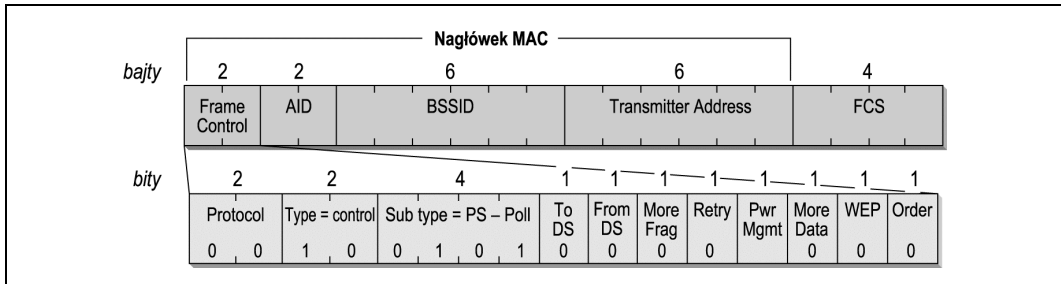 Nagłówek MAC
bajty 2 2 6 6 4
Frame Control AID BSSID Transmitter Address FCS
bity 2 2 4 1 1 1 1 1 1 1 1
Protocol Type = control Sub type = PS – Poll To DS From DS More Frag Retry Pwr Mgmt More Data WEP Order
0 0 1 0 0 1 0 1 0 0 0 0 0 0 0